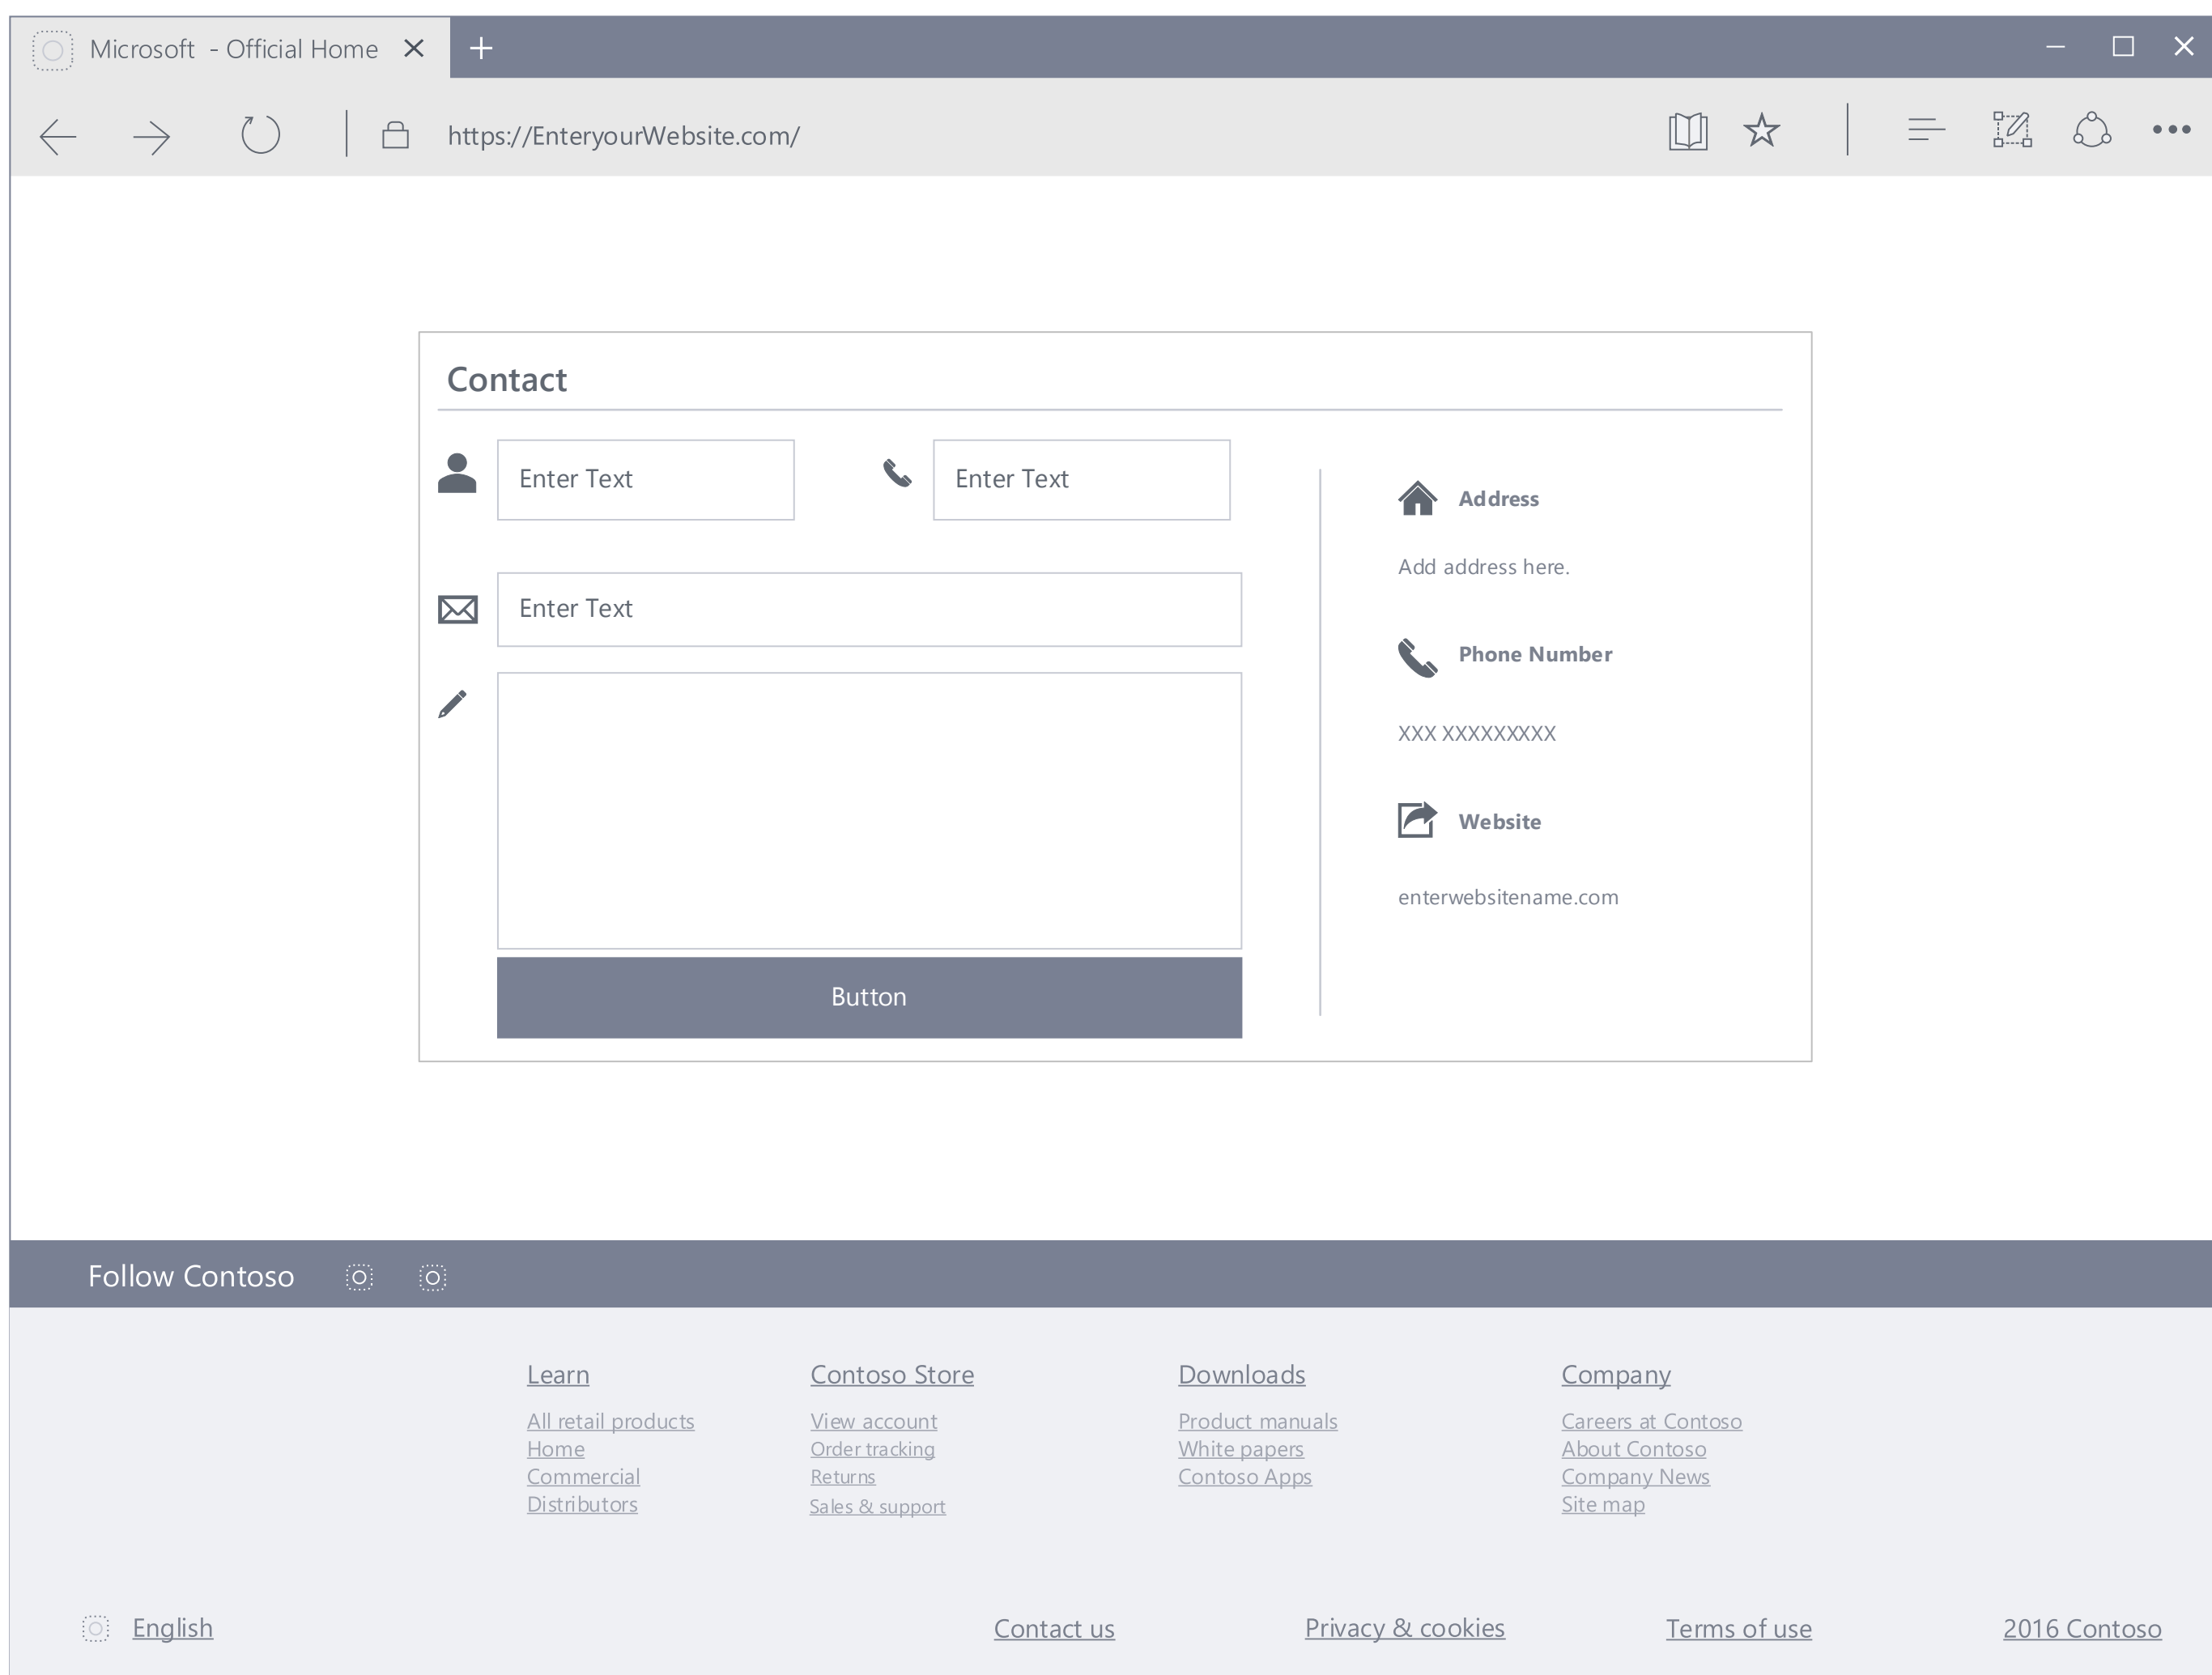 Microsoft  - Official Home
https://EnteryourWebsite.com/
Contact
Enter Text
Enter Text
Enter Text
Button
Address
Add address here.
Phone Number
XXX XXXXXXXXX
Website
enterwebsitename.com
Follow Contoso
Learn
All retail products
Home
Commercial
Distributors
Contoso Store
View account
Order tracking
Returns
Sales & support
Downloads
Product manuals
White papers
Contoso Apps
Company
Careers at Contoso
About Contoso
Company News
Site map
English
Contact us
Privacy & cookies
Terms of use
2016 Contoso